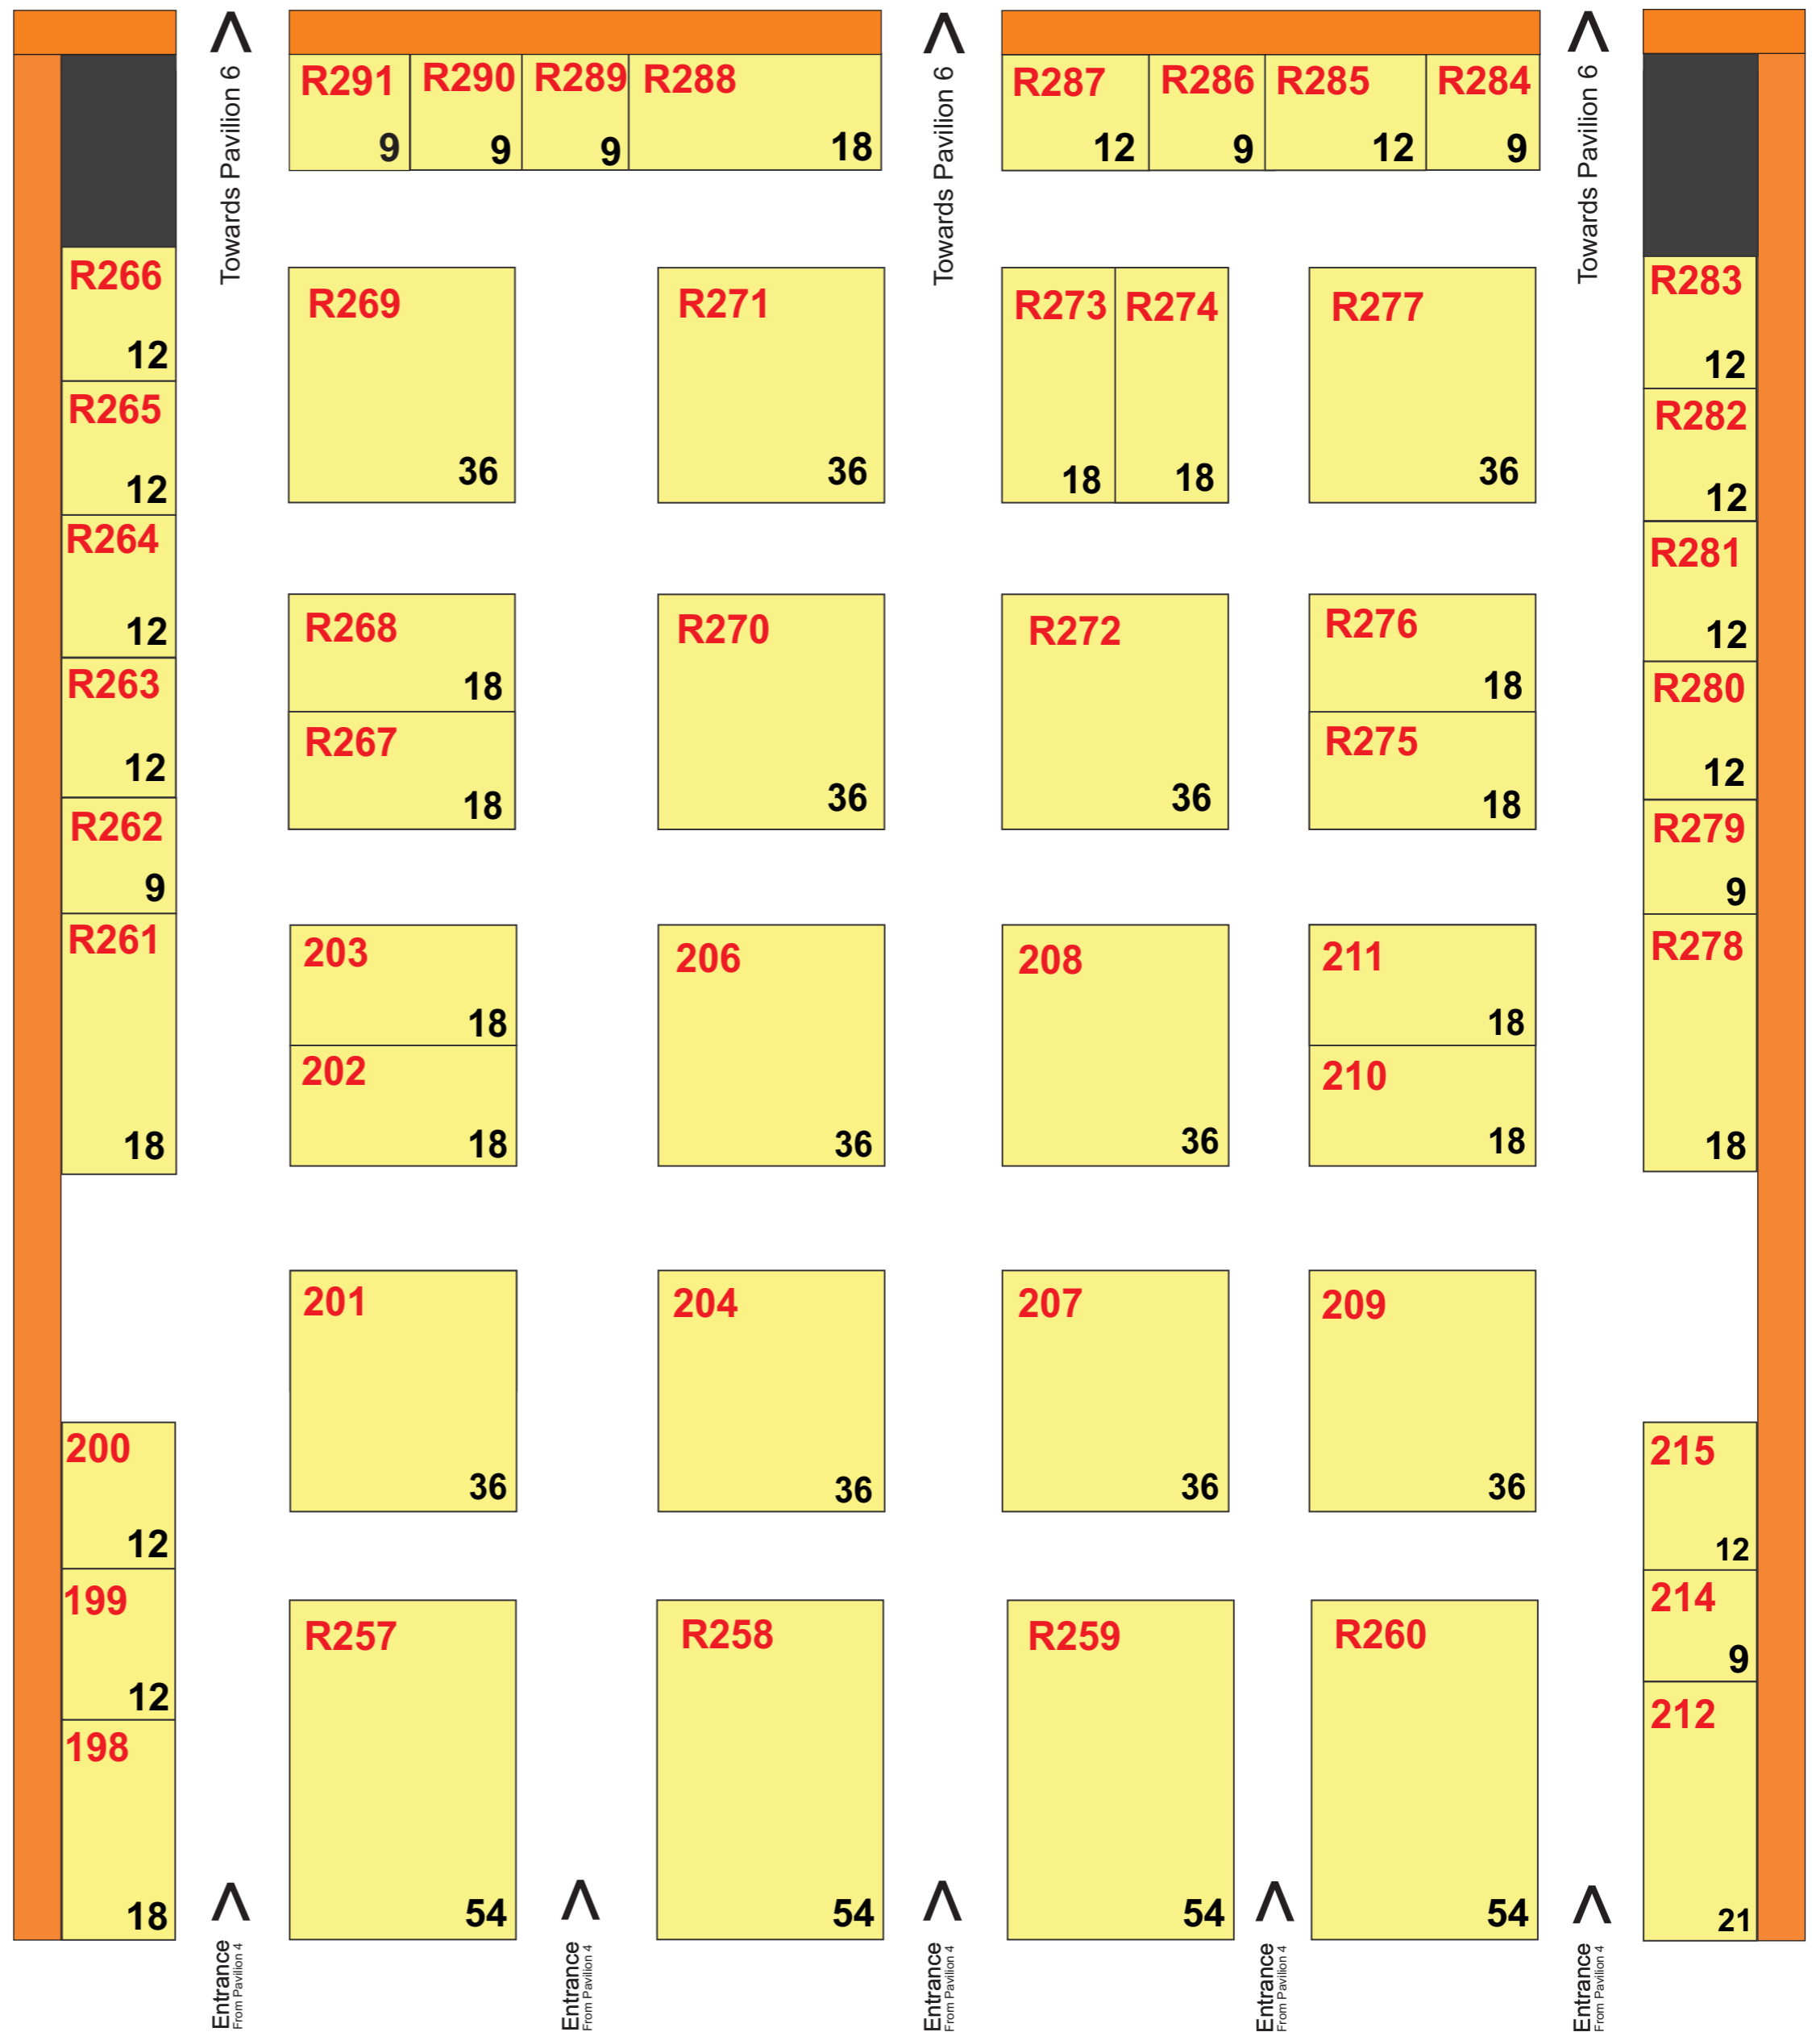 Λ Λ Λ
Towards Pavilion 6
Towards Pavilion 6
Towards Pavilion 6
R291 R290 R289 R288 R287 R286 R285 R284
9 9 9 18 12 9 12 9
R266 R269 R271 R273 R274 R277 R283
12 12
R265 R282
36 36 18 18 36
12 12
R264 R281
R268 R270 R272 R276
12 12
R263 18 18 R280
R267 R275
12 12
18 36 36 18
R262 R279
9 9
R261 203 206 208 211 R278
18 18
202 210
18 18 36 36 18 18
201 204 207 209
200 215
36 36 36 36
12 12
199 214
R257 R258 R259 R260
9
12
198 212
18 54 54 54 54 21
Λ Λ Λ Λ Λ
Entrance
From Pavilion 4
Entrance
From Pavilion 4
Entrance
From Pavilion 4
Entrance
From Pavilion 4
Entrance
From Pavilion 4